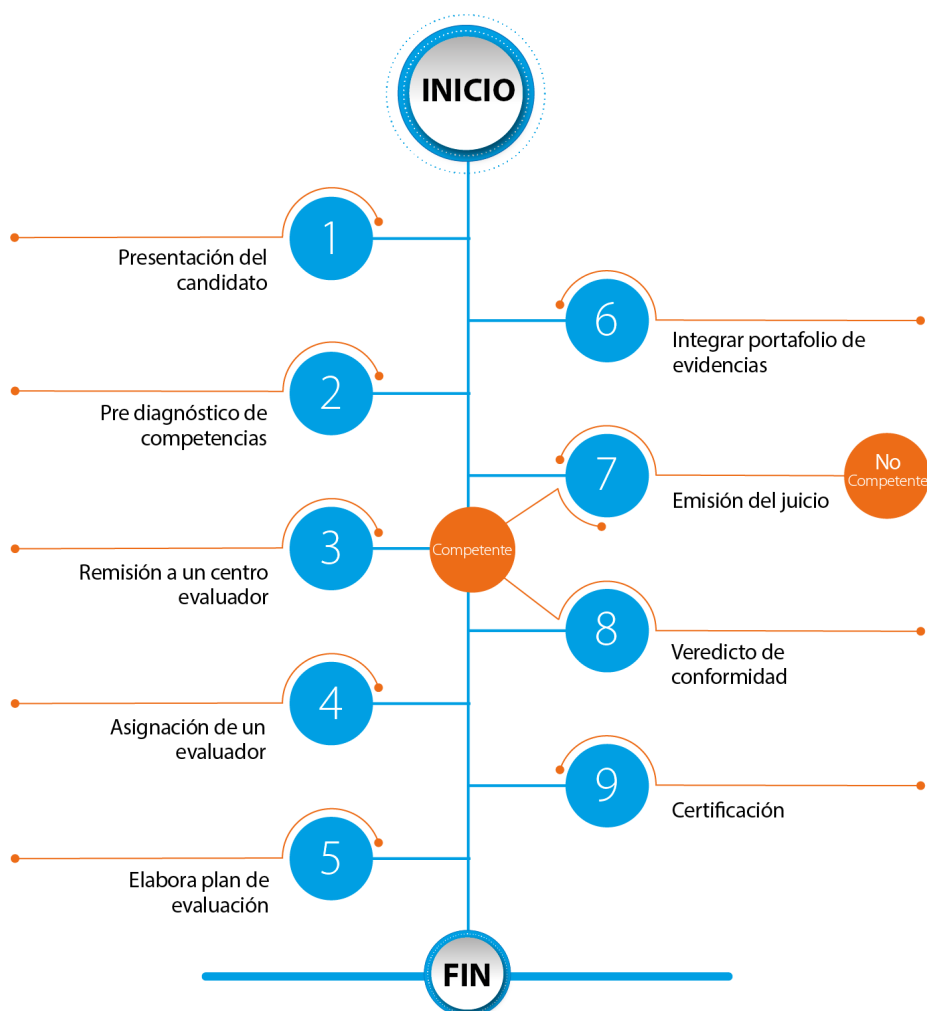 INICIO
1
Presentación del
candidato
2
Pre diagnóstico de
competencias
3
Remisión a un centro
evaluador
4
Asignación de un
evaluador
5
Elabora plan de
evaluación
6
Integrar portafolio de
evidencias
7
Emisión del juicio
No
Competente
Competente
8
Veredicto de
conformidad
9
Certificación
FIN